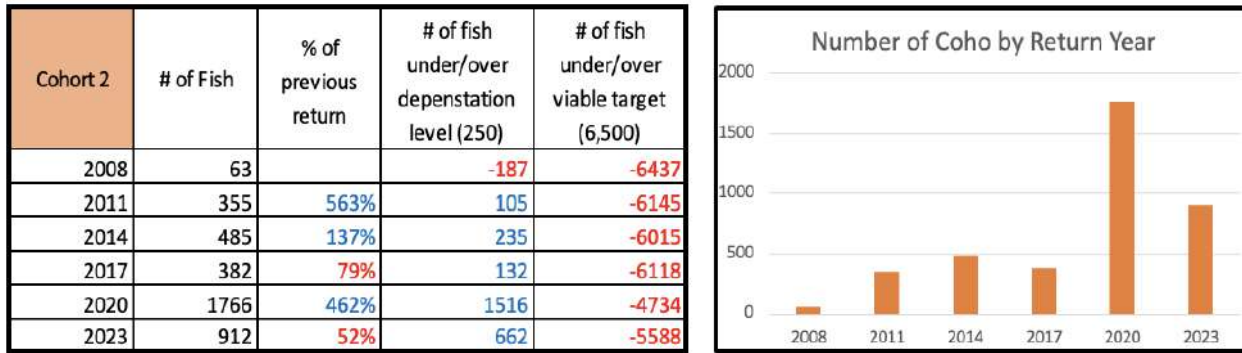 Cohort 2 # of Fish % of previous return # of fish under/over depenstation level (250) # of fish under/over viable target (6,500)
2008 63 -187 -6437
2011 355 563% 105 -6145
2014 485 137% 235 -6015
2017 382 79% 132 -6118
2020 1766 462% 1516 -4734
2023 912 52% 662 -5588
Number of Coho by Return Year
2000
1500
1000
500
0
2008 2011 2014 2017 2020 2023